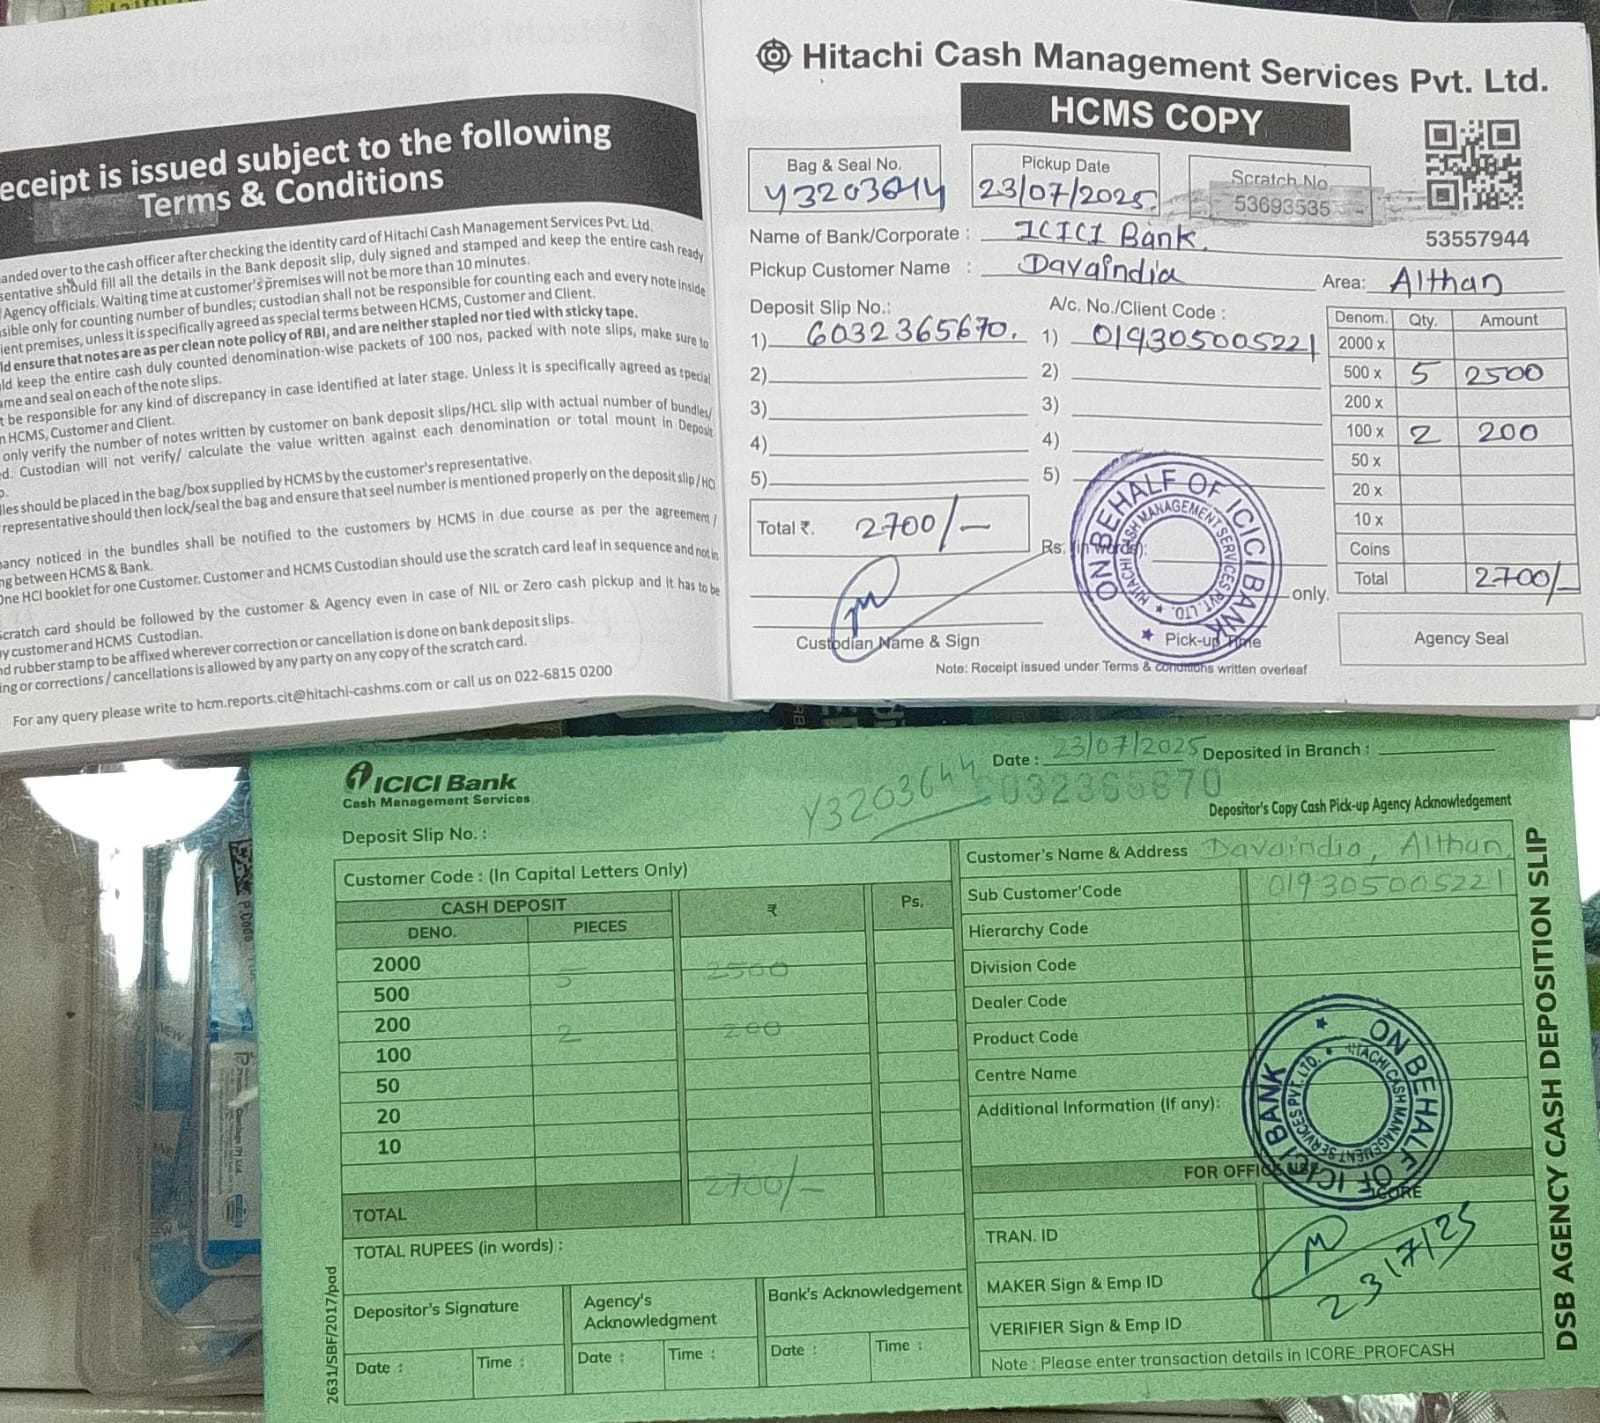 eceipt is issued subject to the following
Terms & Conditions
anded over to the cash officer after checking the identity card of Hitachi Cash Management Services Pvt. Ltd.
sentative should fill all the details in the Bank deposit slip, duly signed and stamped and keep the entire cash ready
Agency officials. Waiting time at customer's premises will not be more than 10 minutes.
sible only for counting number of bundles; custodian shall not be responsible for counting each and every note inside
ient premises, unless it is specifically agreed as special terms between HCMS, Customer and Client.
ld ensure that notes are as per clean note policy of RBI, and are neither stapled nor tied with sticky tape.
ld keep the entire cash duly counted denomination-wise packets of 100 nos, packed with note slips, make sure to
ame and seal on each of the note slips.
t be responsible for any kind of discrepancy in case identified at later stage. Unless it is specifically agreed as special
n HCMS, Customer and Client.
only verify the number of notes written by customer on bank deposit slips/HCL slip with actual number of bundles/
d. Custodian will not verify/ calculate the value written against each denomination or total mount in Deposit
p.
lles should be placed in the bag/box supplied by HCMS by the customer's representative.
representative should then lock/seal the bag and ensure that seel number is mentioned properly on the deposit slip/HCI
pancy noticed in the bundles shall be notified to the customers by HCMS in due course as per the agreement /
ng between HCMS & Bank.
One HCI booklet for one Customer. Customer and HCMS Custodian should use the scratch card leaf in sequence and not in
Scratch card should be followed by the customer & Agency even in case of NIL or Zero cash pickup and it has to be
y customer and HCMS Custodian.
nd rubber stamp to be affixed wherever correction or cancellation is done on bank deposit slips.
ing or corrections / cancellations is allowed by any party on any copy of the scratch card.
For any query please write to hcm.reports.cit@hitachi-cashms.com or call us on 022-6815 0200
Hitachi Cash Management Services Pvt. Ltd.
HCMS COPY
Bag & Seal No. Pickup Date Scratch No.
Y3203644 23/07/2025 53693535
Name of Bank/Corporate : ICICI Bank. 53557944
Pickup Customer Name : Davaindia Area: Althan
Deposit Slip No.: A/c. No./Client Code : Denom. Qty. Amount
1) 6032365670. 1) 019305005221 2000 x
2) 2) 500 x 5 2500
3) 3) 200 x
4) 4) 100 x 2 200
5) 5) 50 x
20 x
Total ₹. 2700/- 10 x
Rs. (in words): Coins
only. Total 2700/-
ON BEHALF OF ICICI BANK
HITACHI CASH MANAGEMENT SERVICES PVT. LTD.
Custodian Name & Sign Pick-up Time Agency Seal
Note: Receipt issued under Terms & conditions written overleaf
ICICI Bank
Cash Management Services
Y3203644
Date : 23/07/2025 Deposited in Branch :
6032365670
Depositor's Copy Cash Pick-up Agency Acknowledgement
Deposit Slip No. :
Customer Code : (In Capital Letters Only)
CASH DEPOSIT ₹ Ps.
DENO. PIECES
2000
500 5 2500
200
100 2 200
50
20
10
TOTAL 2700/-
TOTAL RUPEES (in words) :
Depositor's Signature Agency's Acknowledgment Bank's Acknowledgement
Date : Time : Date : Time : Date : Time :
Customer's Name & Address Davaindia, Althan
Sub Customer'Code 019305005221
Hierarchy Code
Division Code
Dealer Code
Product Code
Centre Name
Additional Information (If any):
ON BEHALF OF ICICI BANK
HITACHI CASH MANAGEMENT SERVICES PVT. LTD.
FOR OFFICE USE
ICORE
TRAN. ID
MAKER Sign & Emp ID
23/7/25
VERIFIER Sign & Emp ID
Note : Please enter transaction details in ICORE_PROFCASH
DSB AGENCY CASH DEPOSITION SLIP
2631/SBF/2017/pad